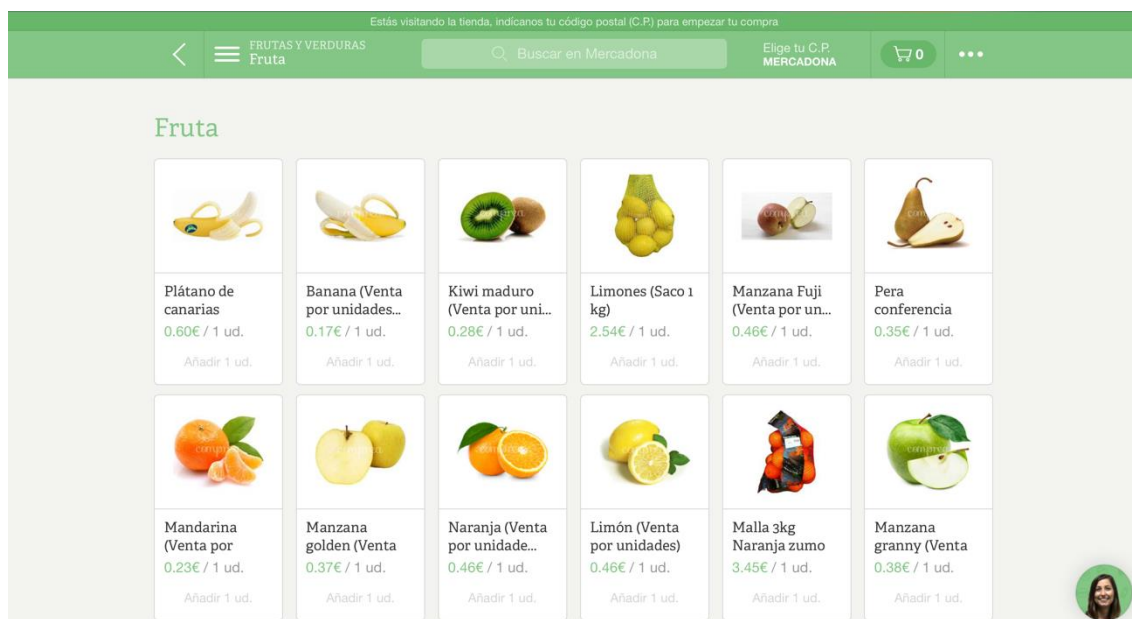 Estás visitando la tienda, indícanos tu código postal (C.P.) para empezar tu compra
FRUTAS Y VERDURAS
Fruta
Buscar en Mercadona
Elige tu C.P.
MERCADONA
0
Fruta
Plátano de
canarias
0.60€ / 1 ud.
Añadir 1 ud.
Banana (Venta
por unidades...
0.17€ / 1 ud.
Añadir 1 ud.
Kiwi maduro
(Venta por uni...
0.28€ / 1 ud.
Añadir 1 ud.
Limones (Saco 1
kg)
2.54€ / 1 ud.
Añadir 1 ud.
Manzana Fuji
(Venta por un...
0.46€ / 1 ud.
Añadir 1 ud.
Pera
conferencia
0.35€ / 1 ud.
Añadir 1 ud.
Mandarina
(Venta por
0.23€ / 1 ud.
Añadir 1 ud.
Manzana
golden (Venta
0.37€ / 1 ud.
Añadir 1 ud.
Naranja (Venta
por unidade...
0.46€ / 1 ud.
Añadir 1 ud.
Limón (Venta
por unidades)
0.46€ / 1 ud.
Añadir 1 ud.
Malla 3kg
Naranja zumo
3.45€ / 1 ud.
Añadir 1 ud.
Manzana
granny (Venta
0.38€ / 1 ud.
Añadir 1 ud.